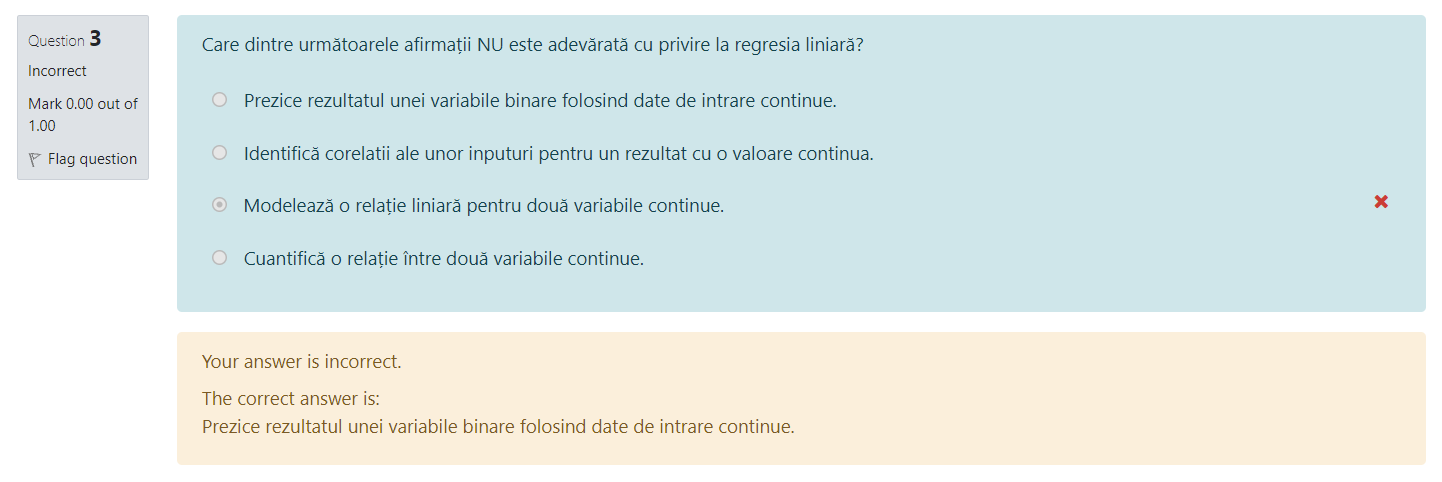 Question 3
Incorrect
Mark 0.00 out of
1.00
Flag question
Care dintre următoarele afirmații NU este adevărată cu privire la regresia liniară?
Prezice rezultatul unei variabile binare folosind date de intrare continue.
Identifică corelatii ale unor inputuri pentru un rezultat cu o valoare continua.
Modelează o relație liniară pentru două variabile continue.
Cuantifică o relație între două variabile continue.
Your answer is incorrect.
The correct answer is:
Prezice rezultatul unei variabile binare folosind date de intrare continue.